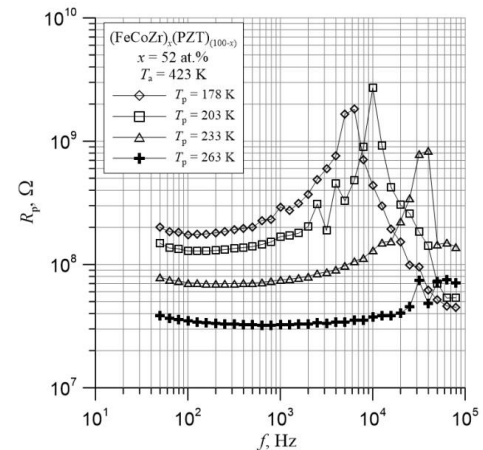 (FeCoZr)x(PZT)(100-x)
x = 52 at.%
Ta = 423 K
Tp = 178 K
Tp = 203 K
Tp = 233 K
Tp = 263 K
10^10
10^9
10^8
10^7
Rp, Ω
10^1 10^2 10^3 10^4 10^5
f, Hz